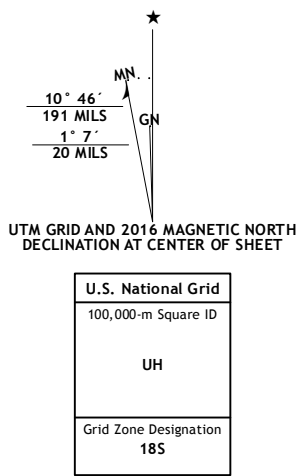 ★
MN
10° 46´
191 MILS
GN
1° 7´
20 MILS
UTM GRID AND 2016 MAGNETIC NORTH
DECLINATION AT CENTER OF SHEET
U.S. National Grid
100,000-m Square ID
UH
Grid Zone Designation
18S